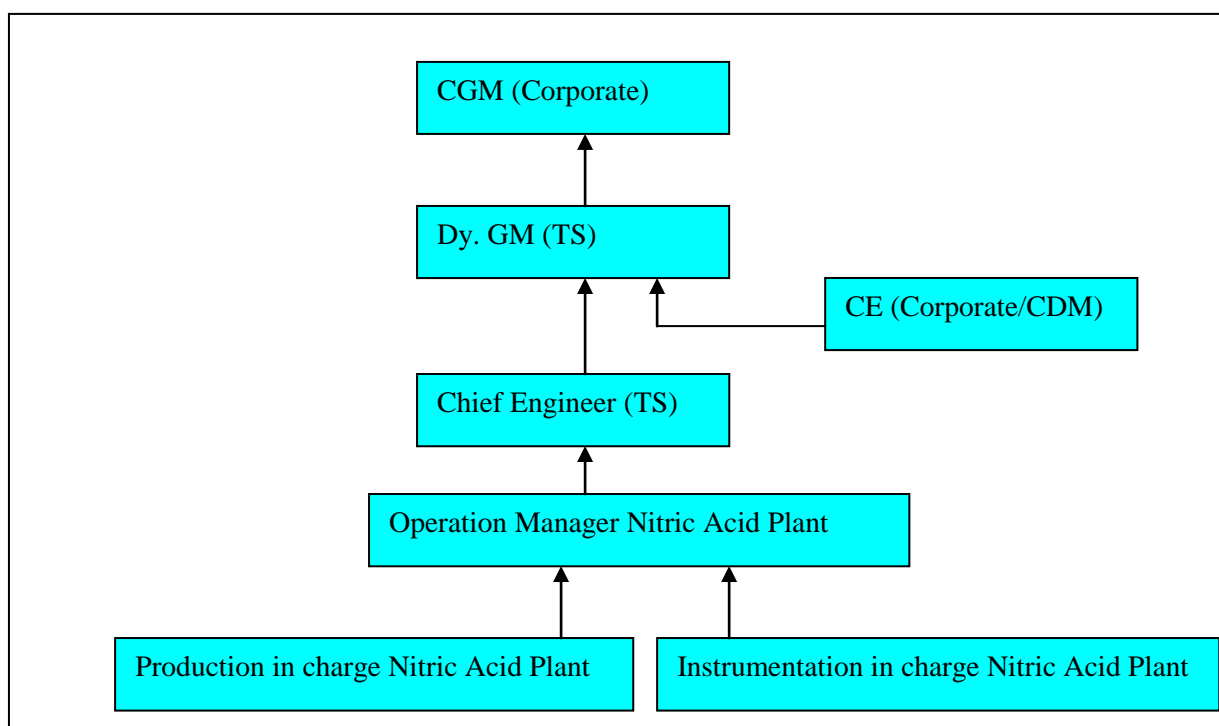 CGM (Corporate)
Dy. GM (TS)
CE (Corporate/CDM)
Chief Engineer (TS)
Operation Manager Nitric Acid Plant
Production in charge Nitric Acid Plant
Instrumentation in charge Nitric Acid Plant